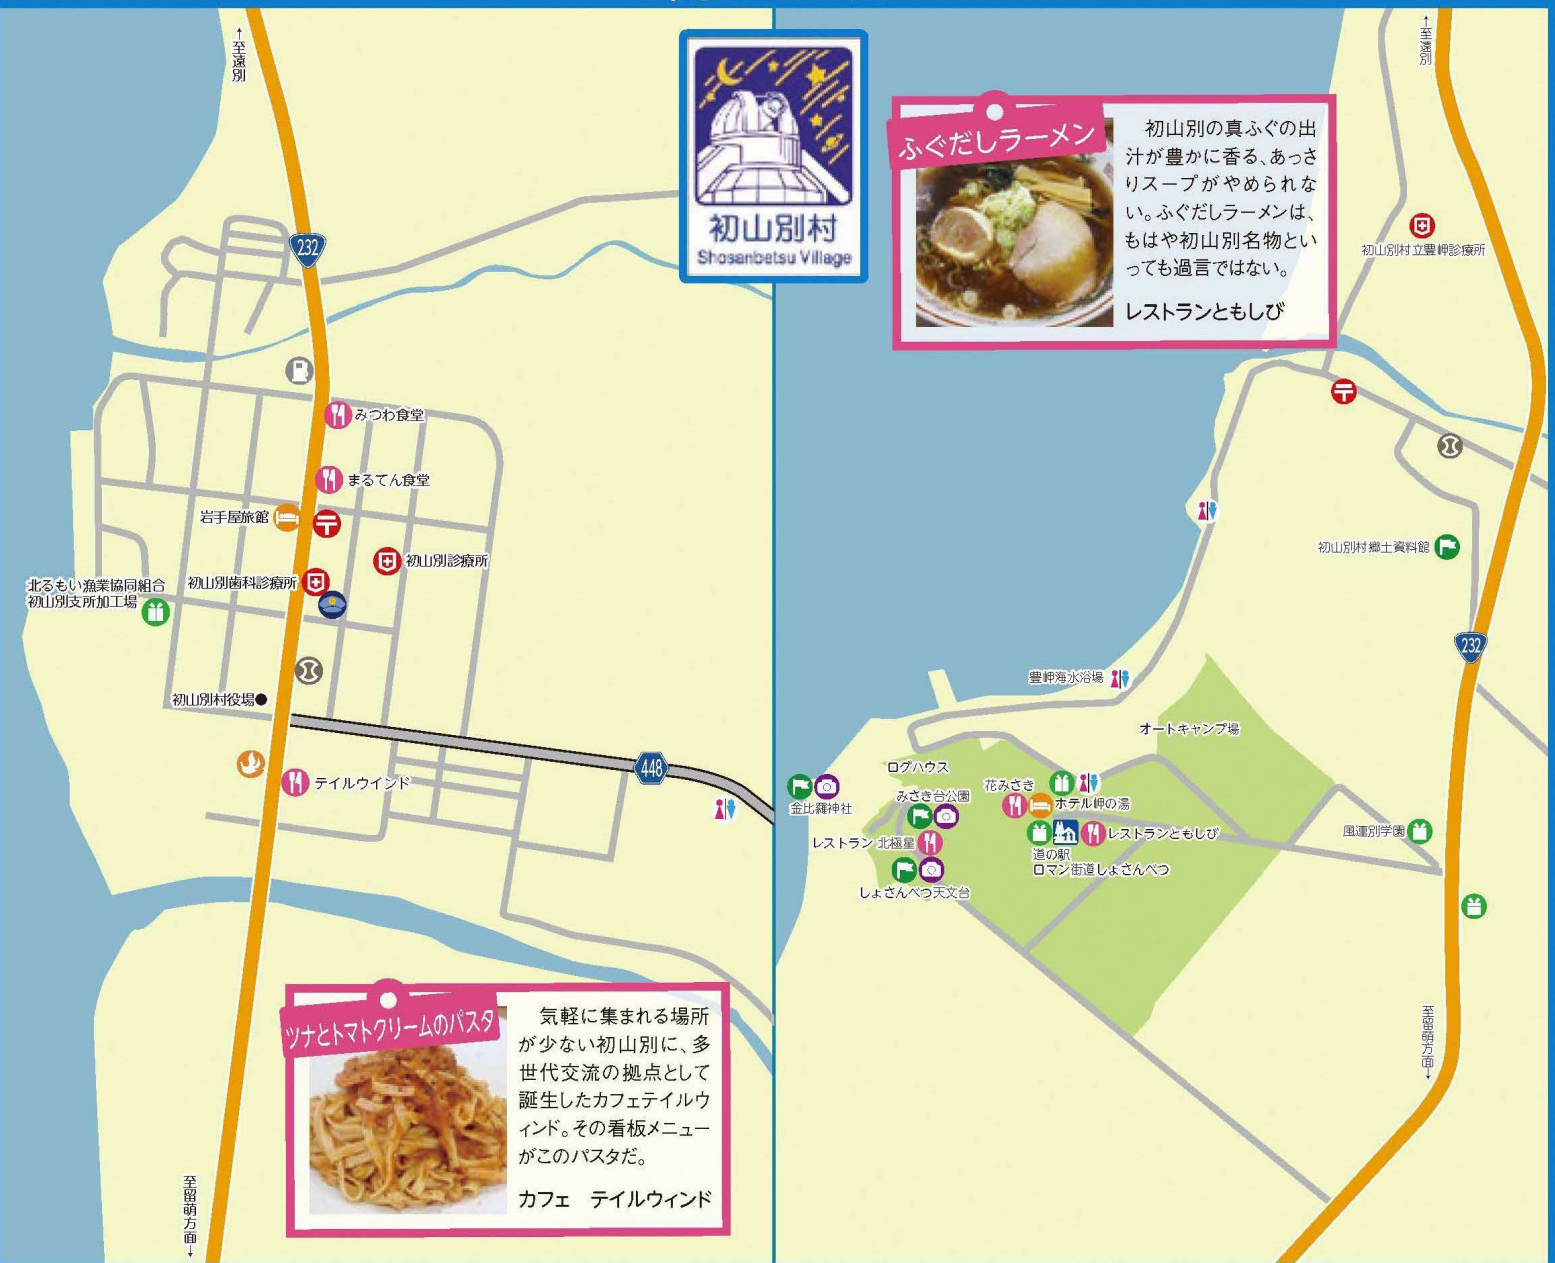 ↑至遠別
232
みつわ食堂
まるてん食堂
岩手屋旅館
初山別診療所
初山別歯科診療所
北るもい漁業協同組合
初山別支所加工場
初山別村役場●
448
テイルウインド
ツナとトマトクリームのパスタ
気軽に集まれる場所
が少ない初山別に、多
世代交流の拠点として
誕生したカフェテイルウ
ィンド。その看板メニュー
がこのパスタだ。
カフェ　テイルウィンド
至留萌方面→
初山別村
Shosanbetsu Village
ふぐだしラーメン
初山別の真ふぐの出
汁が豊かに香る、あっさ
りスープがやめられな
い。ふぐだしラーメンは、
もはや初山別名物とい
っても過言ではない。
レストランともしび
↑至遠別
初山別村立豊岬診療所
初山別村郷土資料館
232
豊岬海水浴場
オートキャンプ場
ログハウス
花みさき
みさき台公園
金比羅神社
ホテル岬の湯
レストラン 北極星
レストランともしび
風連別学園
道の駅
ロマン街道しょさんべつ
しょさんべつ天文台
至留萌方面→